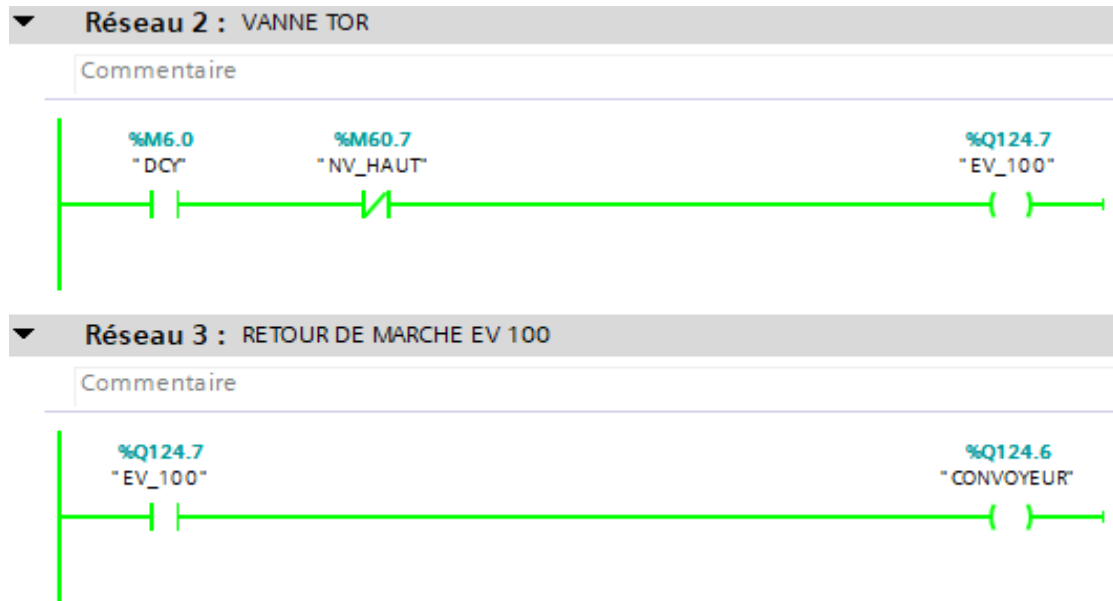 Réseau 2 : VANNE TOR
Commentaire
%M6.0 %M60.7 %Q124.7
"DCY" "NV_HAUT" "EV_100"
Réseau 3 : RETOUR DE MARCHE EV 100
Commentaire
%Q124.7 %Q124.6
"EV_100" "CONVOYEUR"